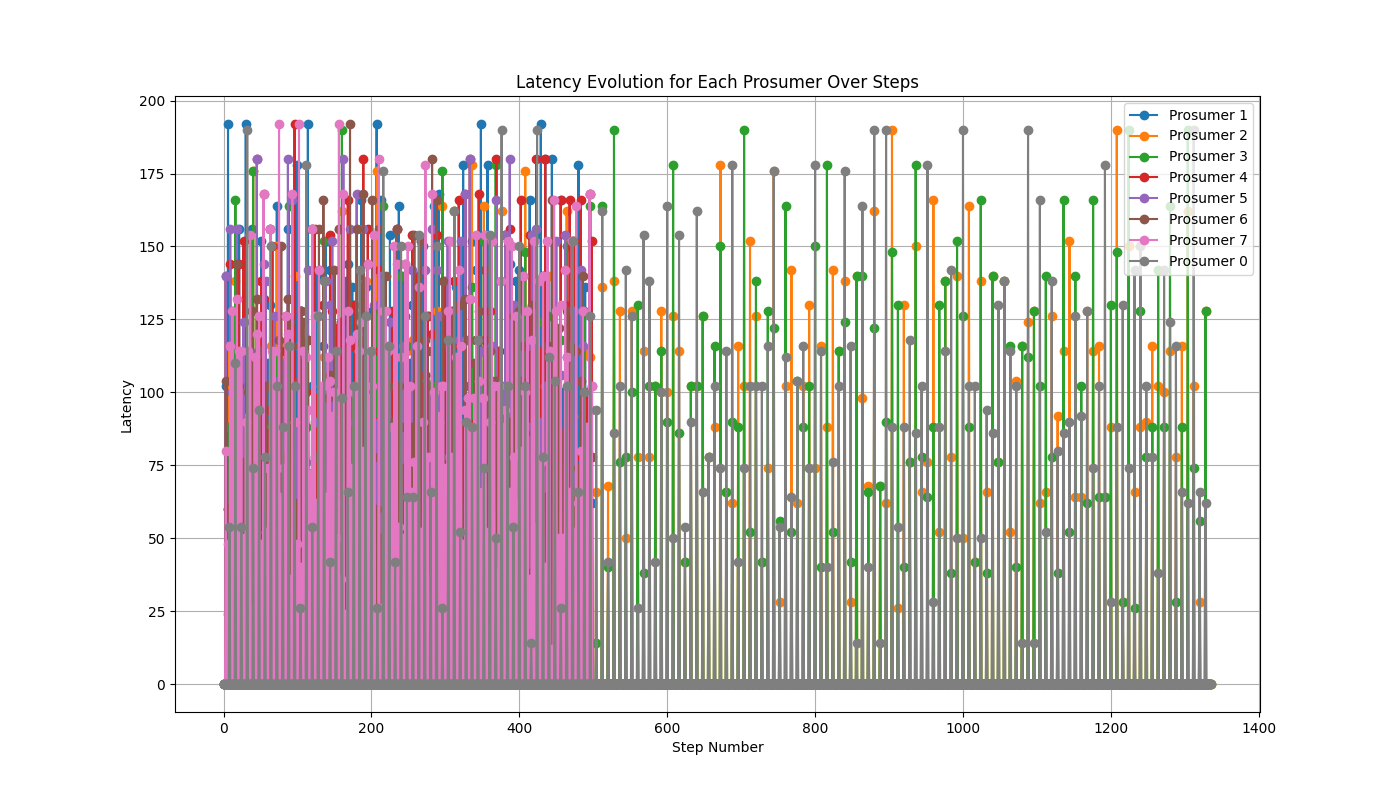 Latency Evolution for Each Prosumer Over Steps
200
175
150
125
100
75
50
25
0
Latency
Prosumer 1
Prosumer 2
Prosumer 3
Prosumer 4
Prosumer 5
Prosumer 6
Prosumer 7
Prosumer 0
0 200 400 600 800 1000 1200 1400
Step Number